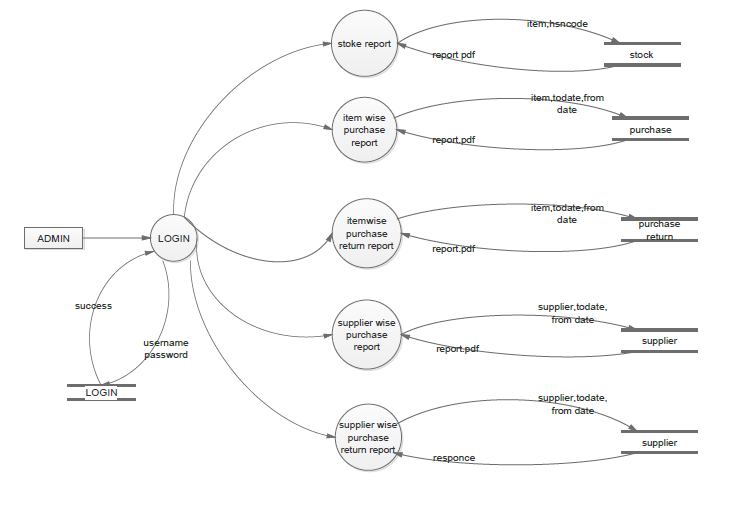 stoke report
item,hsncode
report pdf
stock
item wise
purchase
report
item,todate,from
date
report.pdf
purchase
ADMIN
LOGIN
itemwise
purchase
return report
item,todate,from
date
report.pdf
purchase
return
success
username
password
LOGIN
supplier wise
purchase
report
supplier,todate,
from date
report.pdf
supplier
supplier wise
purchase
return report
supplier,todate,
from date
responce
supplier